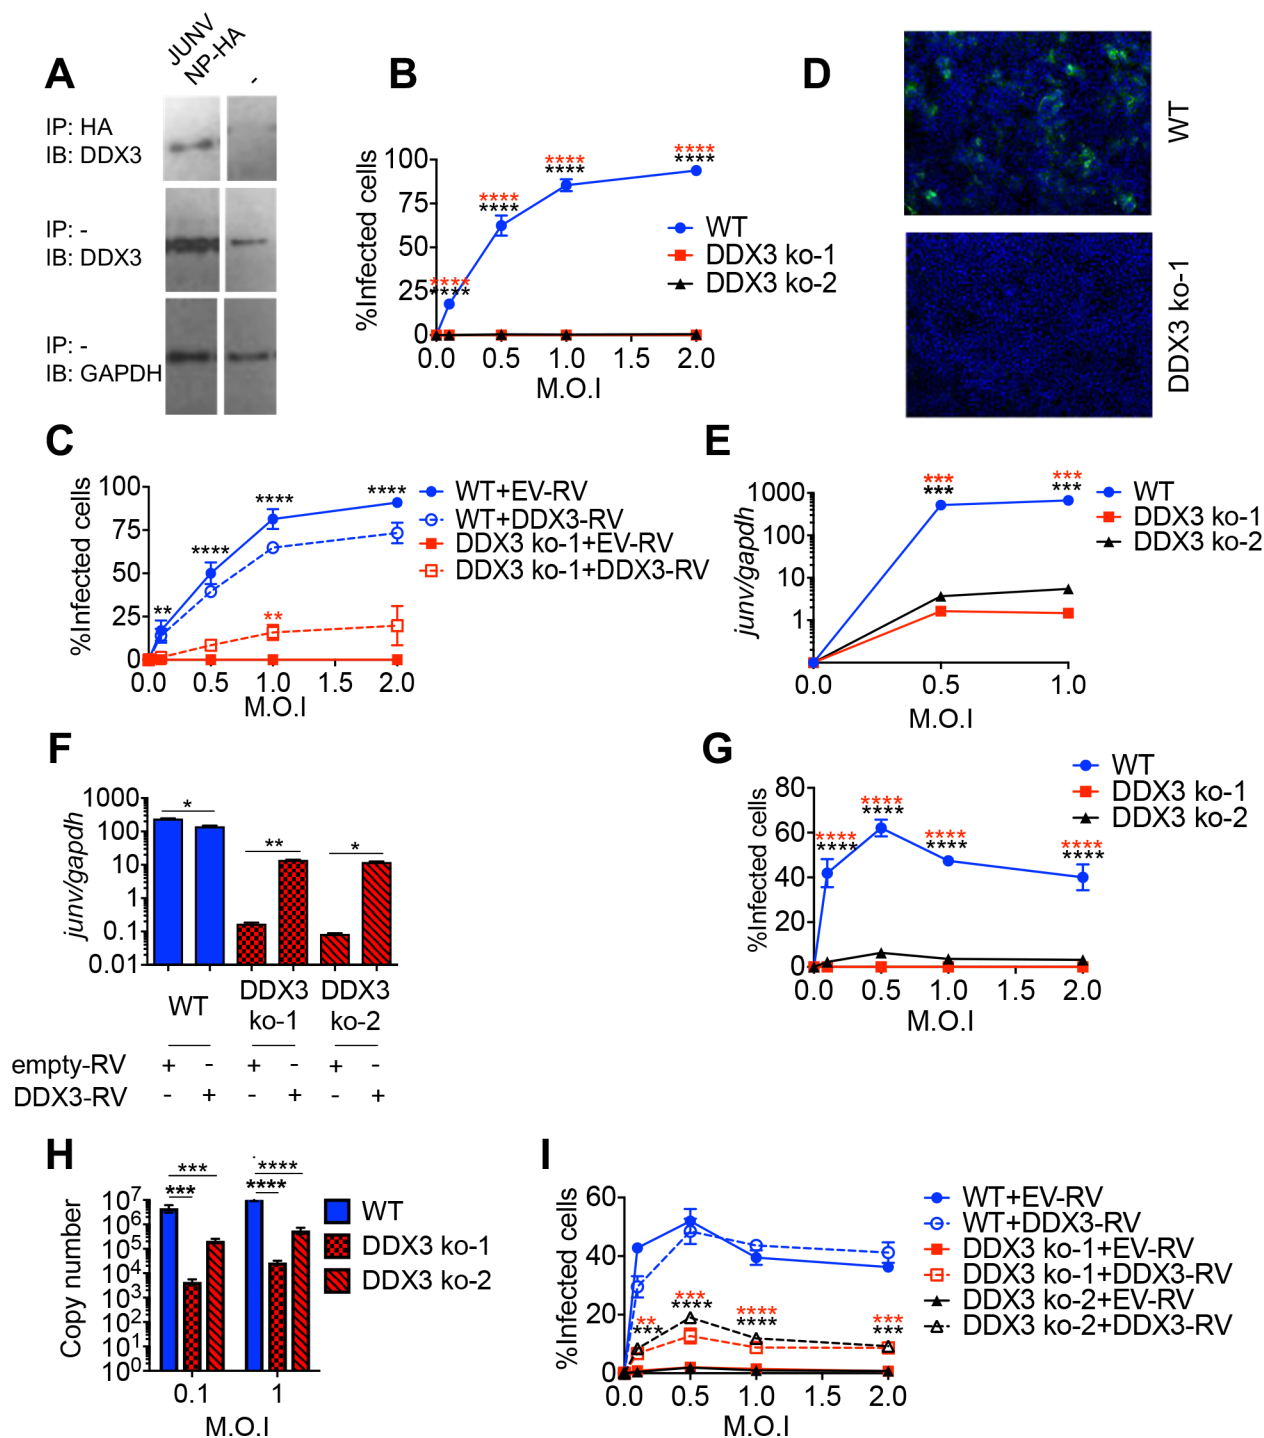 A
JUNV
NP-HA
-
IP: HA
IB: DDX3
IP: -
IB: DDX3
IP: -
IB: GAPDH
B
%Infected cells
100
75
50
25
0
**** **** **** ****
**** **** **** ****
0.0 0.5 1.0 1.5 2.0
M.O.I
WT
DDX3 ko-1
DDX3 ko-2
D
WT
DDX3 ko-1
C
%Infected cells
100
75
50
25
0
** **** **** ****
**
0.0 0.5 1.0 1.5 2.0
M.O.I
WT+EV-RV
WT+DDX3-RV
DDX3 ko-1+EV-RV
DDX3 ko-1+DDX3-RV
E
junv/gapdh
1000
100
10
1
*** ***
*** ***
0.0 0.5 1.0
M.O.I
WT
DDX3 ko-1
DDX3 ko-2
F
junv/gapdh
1000
100
10
1
0.1
0.01
* ** *
WT DDX3 ko-1 DDX3 ko-2
empty-RV + - + - + -
DDX3-RV - + - + - +
G
%Infected cells
80
60
40
20
0
**** **** **** ****
**** **** **** ****
0.0 0.5 1.0 1.5 2.0
M.O.I
WT
DDX3 ko-1
DDX3 ko-2
H
Copy number
10⁷
10⁶
10⁵
10⁴
10³
10²
10¹
10⁰
*** ****
*** ****
0.1 1
M.O.I
WT
DDX3 ko-1
DDX3 ko-2
I
%Infected cells
60
40
20
0
** *** **** ***
*** **** **** ***
0.0 0.5 1.0 1.5 2.0
M.O.I
WT+EV-RV
WT+DDX3-RV
DDX3 ko-1+EV-RV
DDX3 ko-1+DDX3-RV
DDX3 ko-2+EV-RV
DDX3 ko-2+DDX3-RV